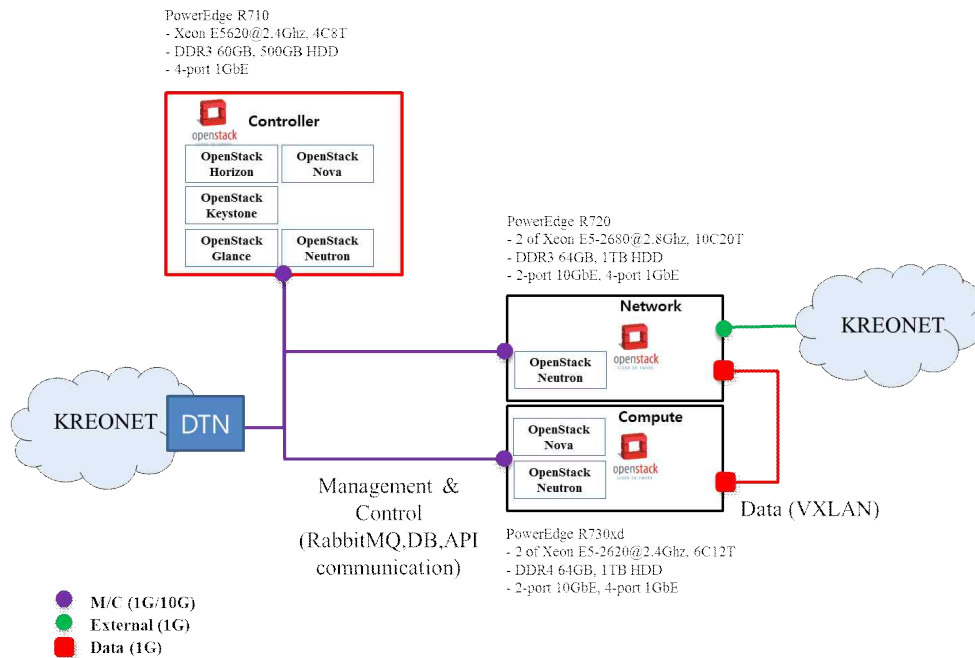 PowerEdge R710
- Xeon E5620@2.4Ghz, 4C8T
- DDR3 60GB, 500GB HDD
- 4-port 1GbE
openstack
Controller
OpenStack Horizon
OpenStack Nova
OpenStack Keystone
OpenStack Glance
OpenStack Neutron
PowerEdge R720
- 2 of Xeon E5-2680@2.8Ghz, 10C20T
- DDR3 64GB, 1TB HDD
- 2-port 10GbE, 4-port 1GbE
Network
openstack
OpenStack Neutron
KREONET
KREONET
DTN
Compute
OpenStack Nova
openstack
OpenStack Neutron
Management &
Control
(RabbitMQ,DB,API
communication)
Data (VXLAN)
PowerEdge R730xd
- 2 of Xeon E5-2620@2.4Ghz, 6C12T
- DDR4 64GB, 1TB HDD
- 2-port 10GbE, 4-port 1GbE
M/C (1G/10G)
External (1G)
Data (1G)